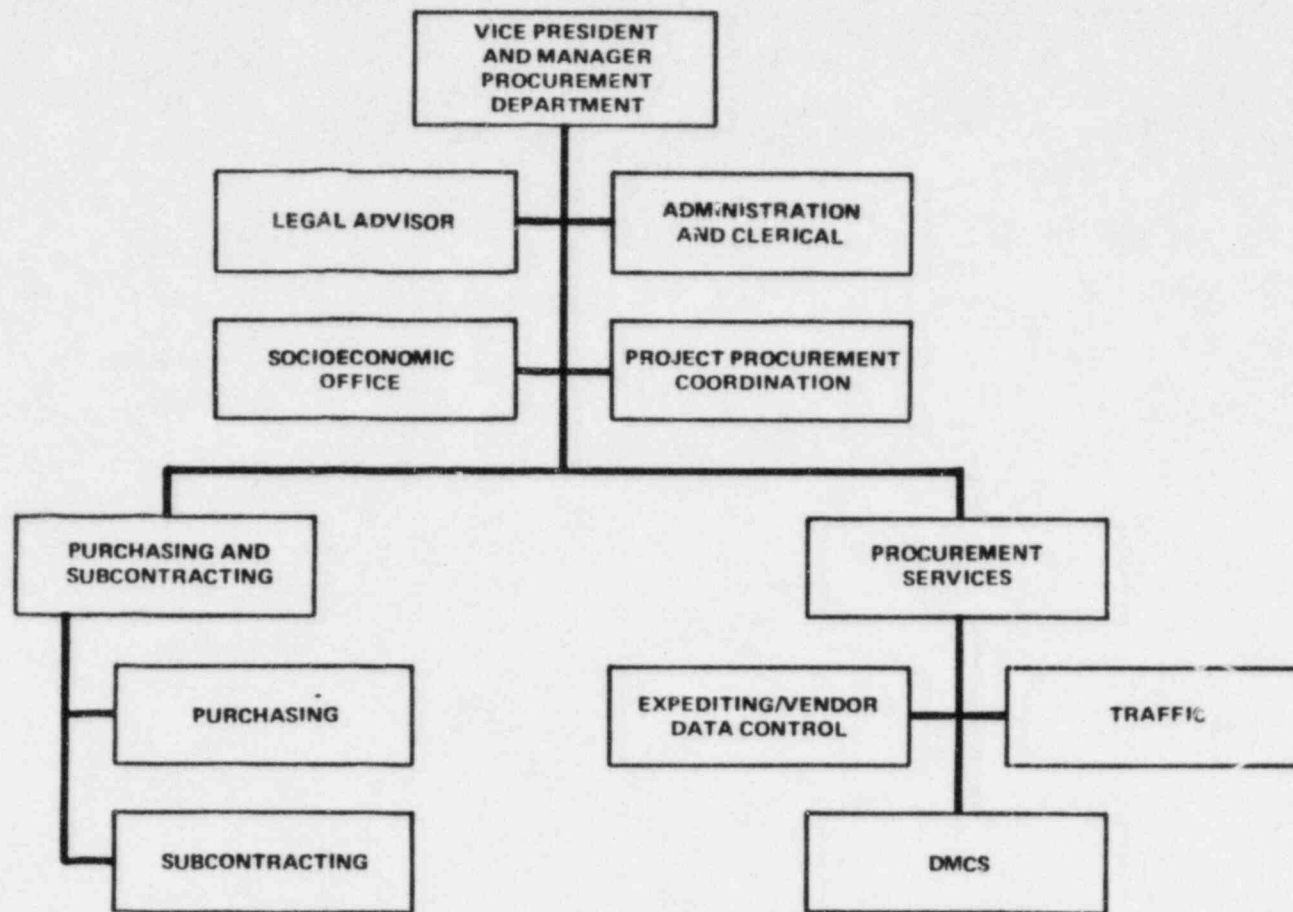 VICE PRESIDENT
AND MANAGER
PROCUREMENT
DEPARTMENT
LEGAL ADVISOR
ADMINISTRATION
AND CLERICAL
SOCIOECONOMIC
OFFICE
PROJECT PROCUREMENT
COORDINATION
PURCHASING AND
SUBCONTRACTING
PROCUREMENT
SERVICES
PURCHASING
EXPEDITING/VENDOR
DATA CONTROL
TRAFFIC
SUBCONTRACTING
DMCS